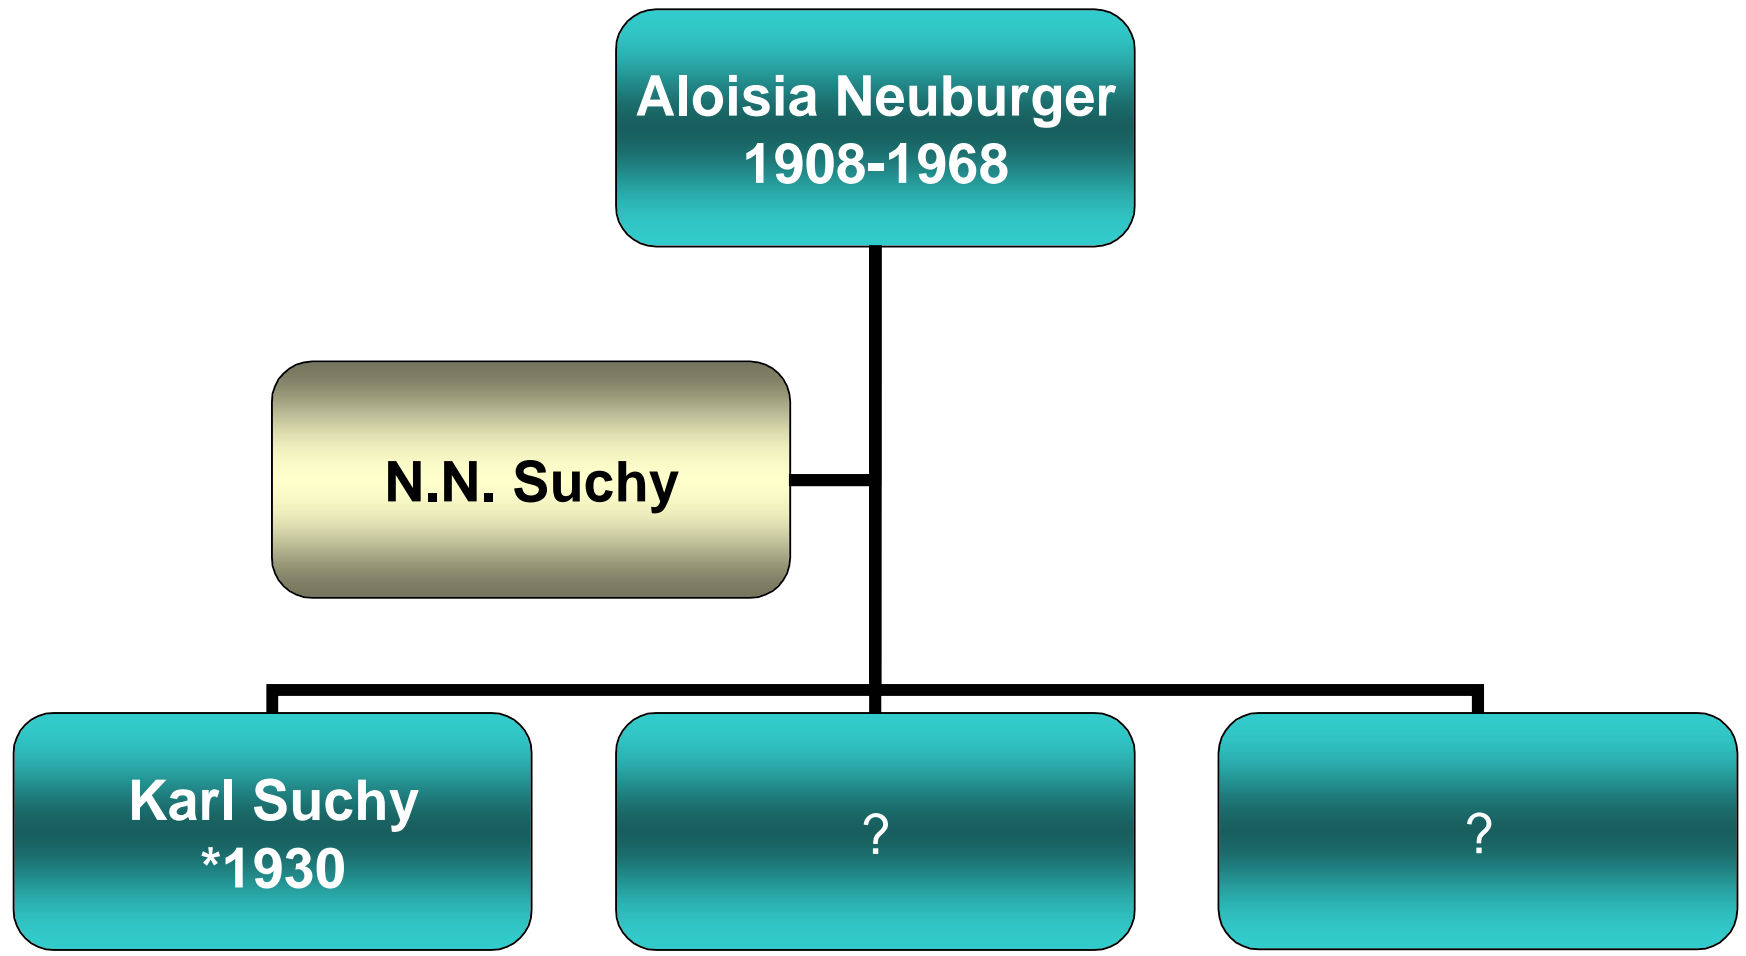 Aloisia Neuburger
1908-1968
N.N. Suchy
Karl Suchy
*1930
?
?